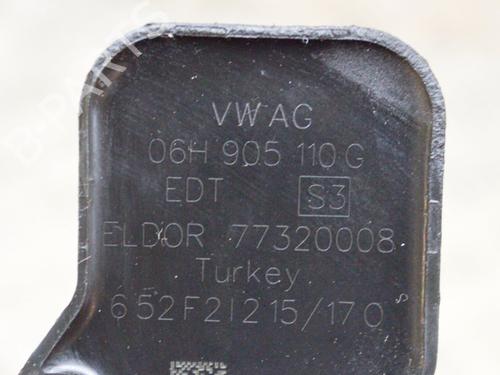 VW AG
06H 905 110 G
EDT S3
ELDOR 77320008
Turkey
652F21215/170